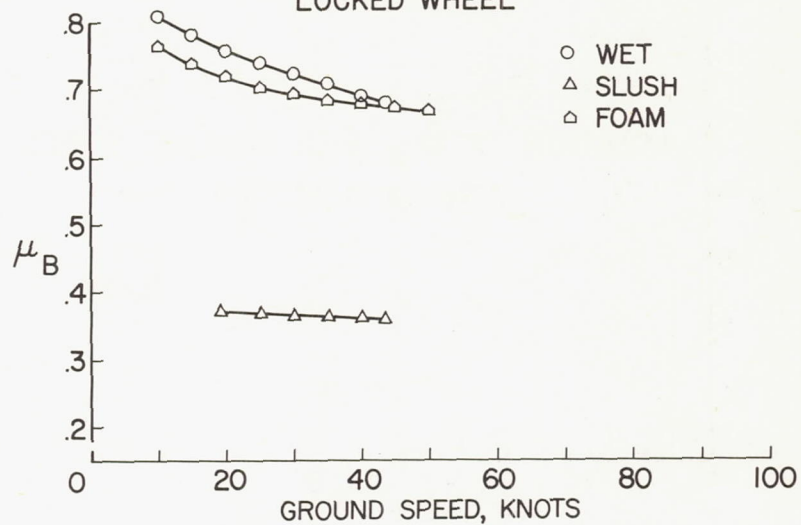 LOCKED WHEEL
.8
.7
.6
.5
.4
.3
.2
μB
○ WET
△ SLUSH
⌂ FOAM
0 20 40 60 80 100
GROUND SPEED, KNOTS